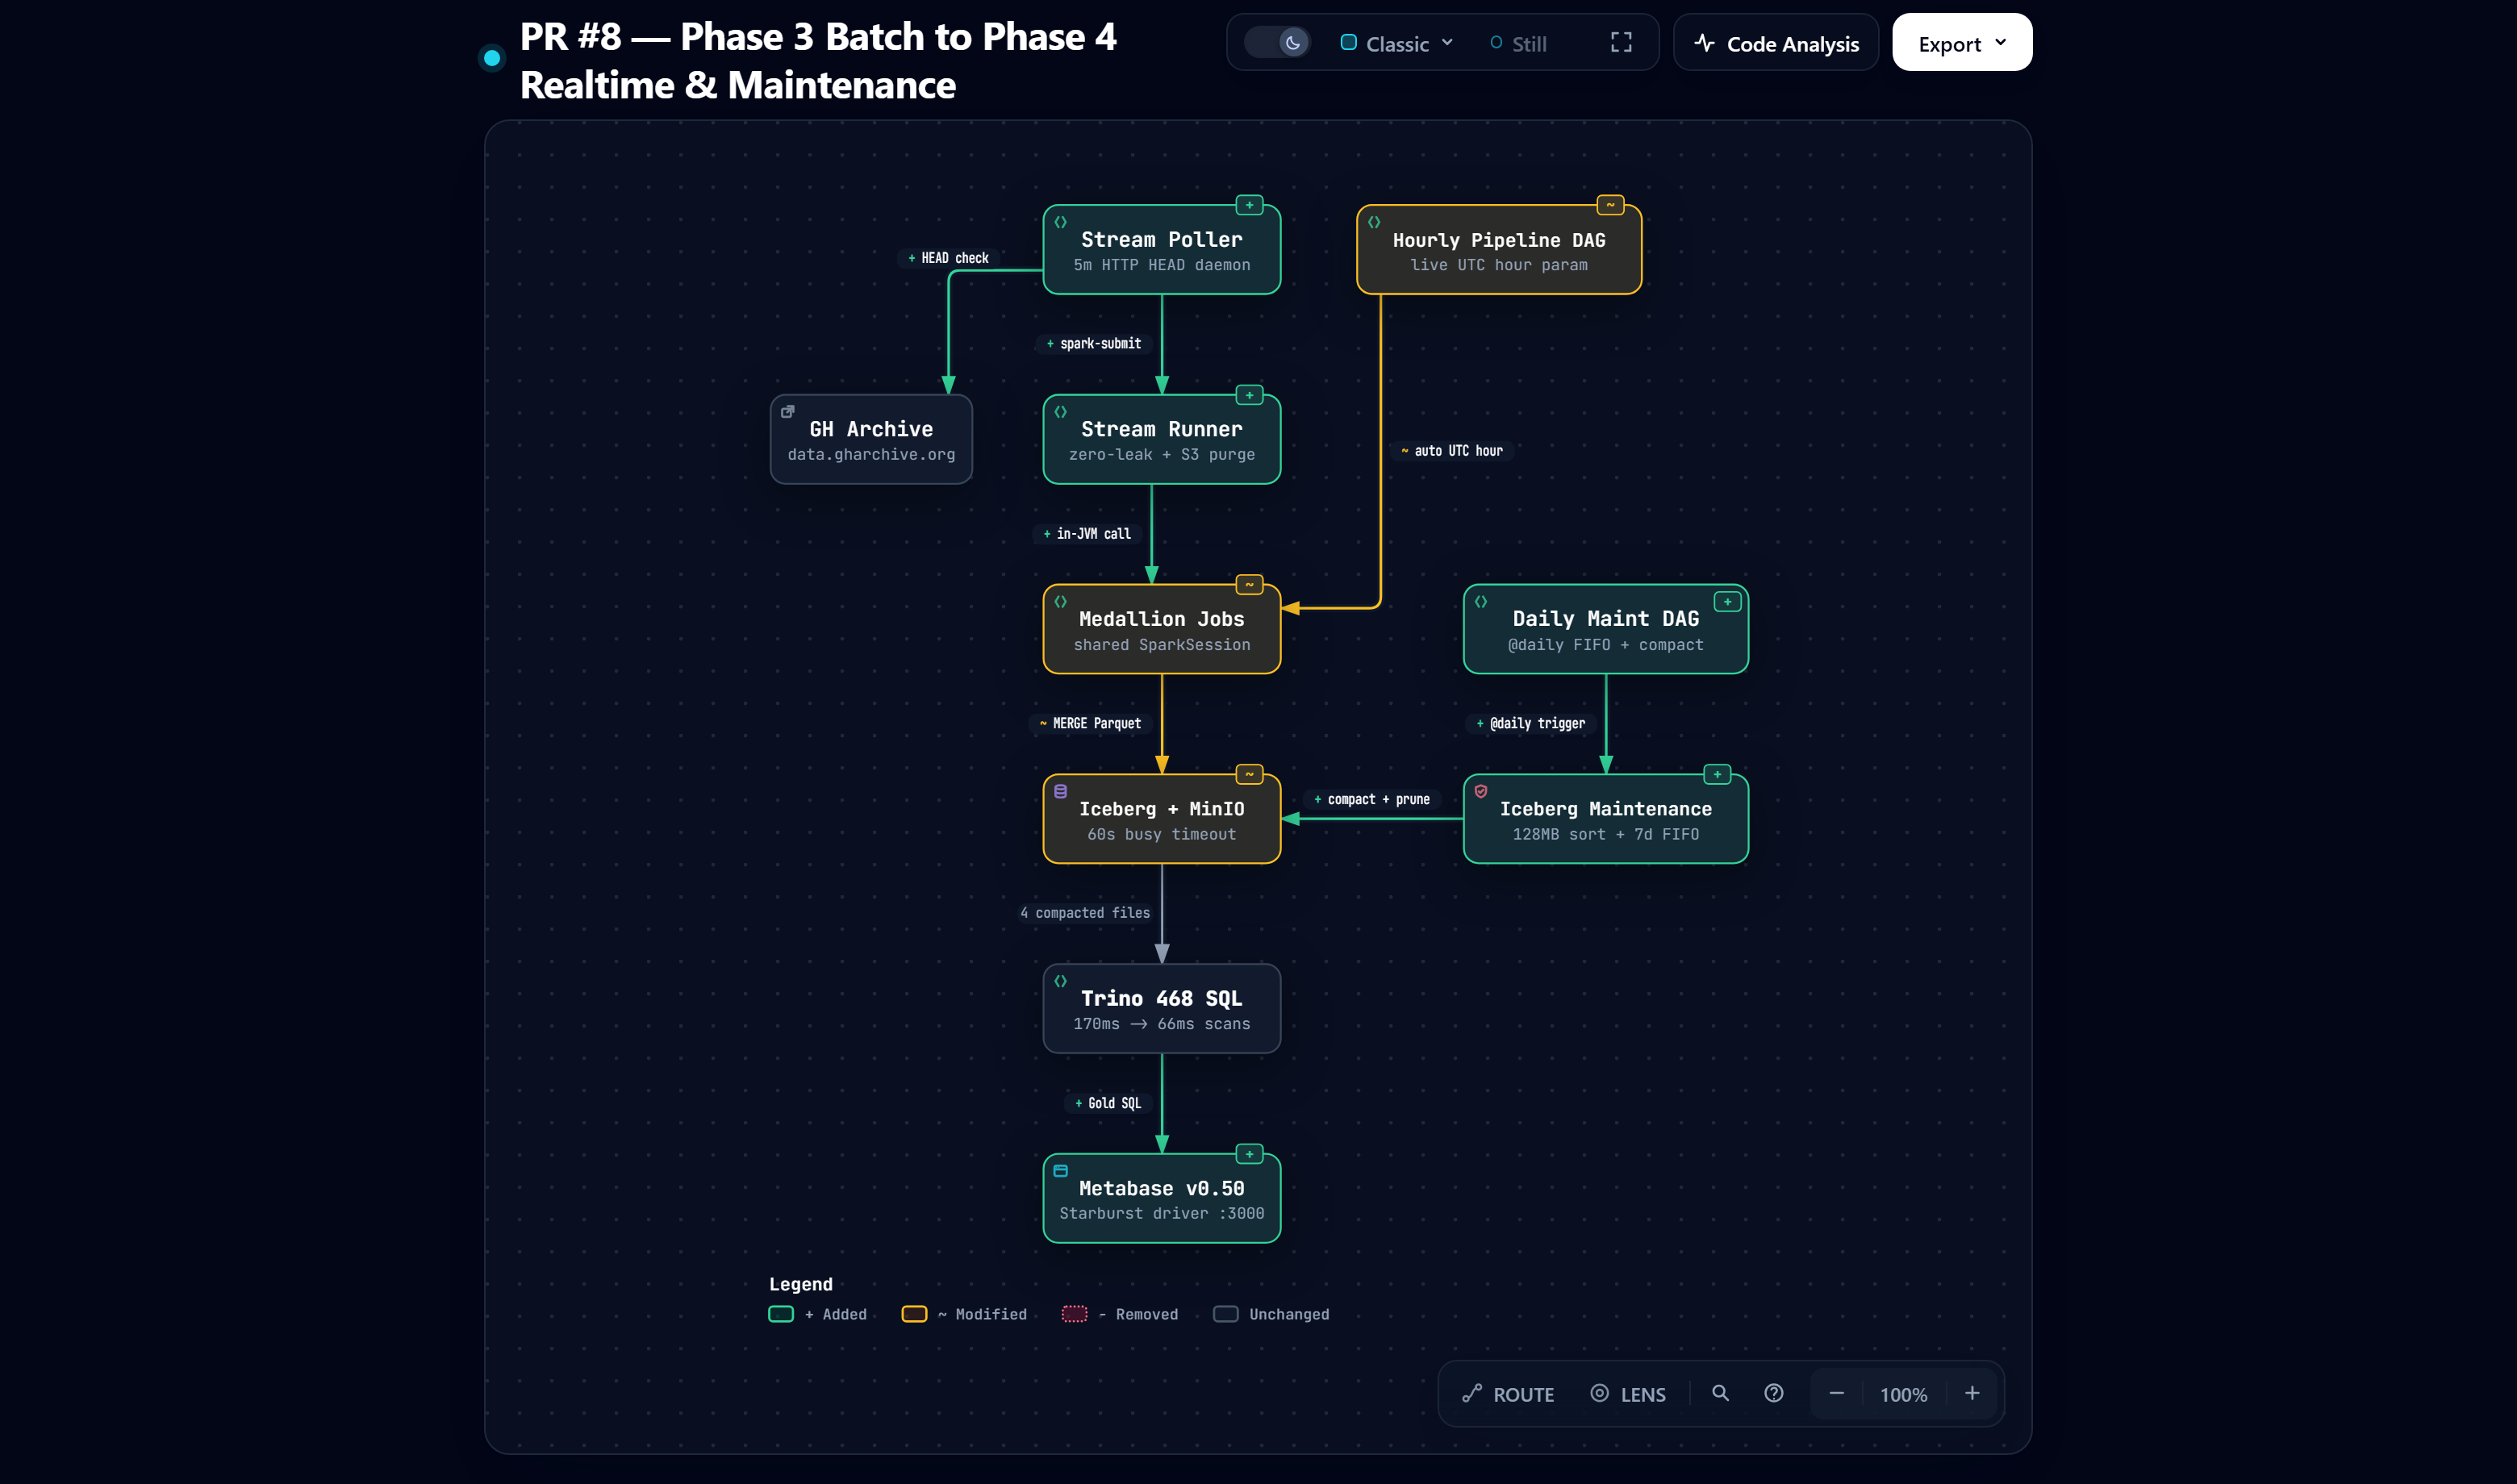 PR #8 — Phase 3 Batch to Phase 4
Realtime & Maintenance
Classic
Still
Code Analysis
Export
+
Stream Poller
5m HTTP HEAD daemon
~
Hourly Pipeline DAG
live UTC hour param
+ HEAD check
+ spark-submit
GH Archive
data.gharchive.org
+
Stream Runner
zero-leak + S3 purge
~ auto UTC hour
+ in-JVM call
~
Medallion Jobs
shared SparkSession
+
Daily Maint DAG
@daily FIFO + compact
~ MERGE Parquet
+ @daily trigger
~
Iceberg + MinIO
60s busy timeout
+ compact + prune
+
Iceberg Maintenance
128MB sort + 7d FIFO
4 compacted files
Trino 468 SQL
170ms → 66ms scans
+ Gold SQL
+
Metabase v0.50
Starburst driver :3000
Legend
+ Added
~ Modified
- Removed
Unchanged
ROUTE
LENS
− 100% +